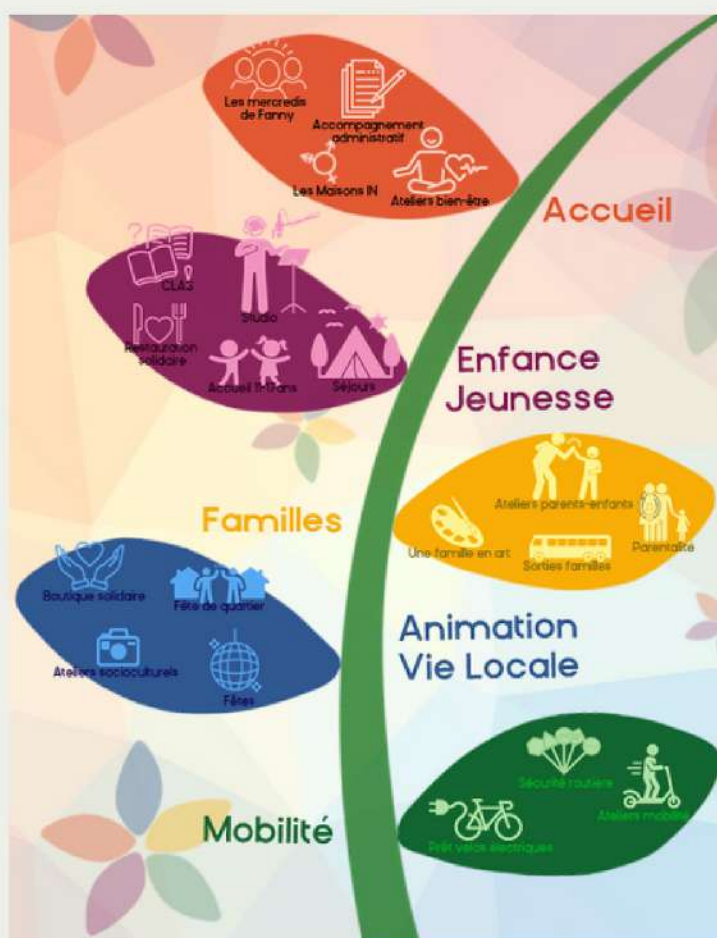 Les mercredis
de Fanny
Accompagnement
administratif
Les Maisons IN
Ateliers bien-être
Accueil
CLAS
Studio
Restauration
solidaire
Accueil 11-17ans
Séjours
Enfance
Jeunesse
Familles
Ateliers parents-enfants
Une famille en art
Sorties familles
Parentalité
Boutique solidaire
Fête de quartier
Ateliers socioculturels
Fêtes
Animation
Vie Locale
Mobilité
Sécurité routière
Ateliers mobilité
Prêt vélos électriques